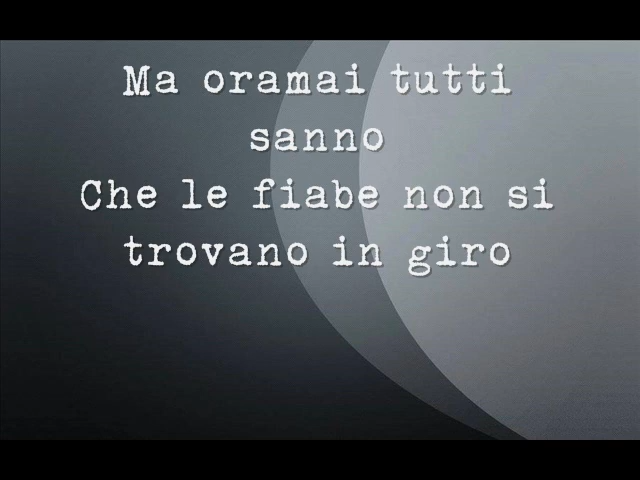 Ma oramai tutti
sanno
Che le fiabe non si
trovano in giro